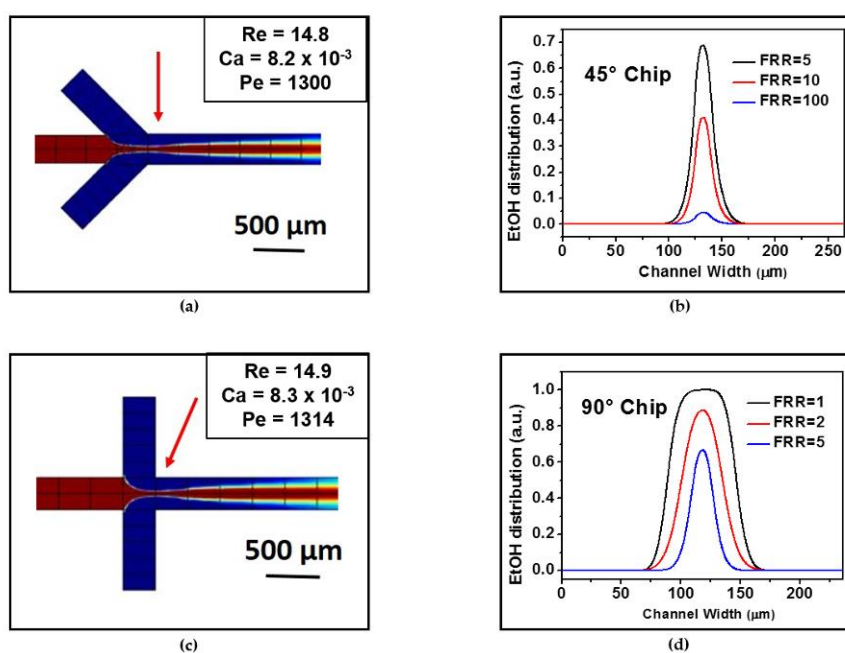 Re = 14.8
Ca = 8.2 x 10⁻³
Pe = 1300
500 µm
(a)
EtOH distribution (a.u.)
0.7
0.6
0.5
0.4
0.3
0.2
0.1
0.0
45° Chip
FRR=5
FRR=10
FRR=100
0 50 100 150 200 250
Channel Width (µm)
(b)
Re = 14.9
Ca = 8.3 x 10⁻³
Pe = 1314
500 µm
(c)
EtOH distribution (a.u.)
1.0
0.8
0.6
0.4
0.2
0.0
90° Chip
FRR=1
FRR=2
FRR=5
0 50 100 150 200
Channel Width (µm)
(d)